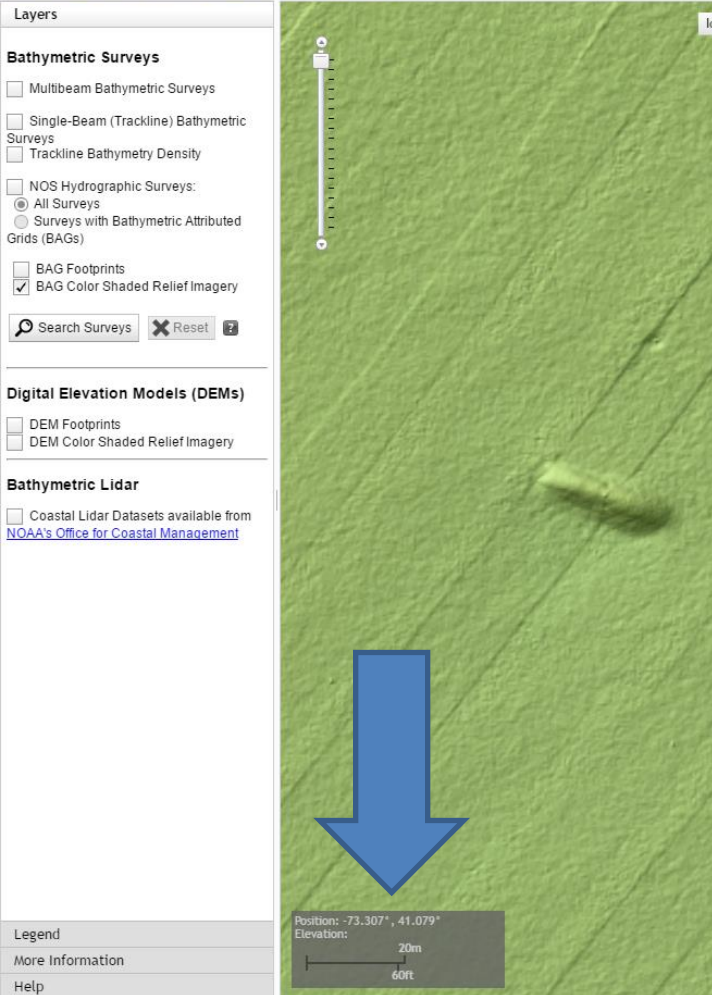 Layers
Bathymetric Surveys
Multibeam Bathymetric Surveys
Single-Beam (Trackline) Bathymetric
Surveys
Trackline Bathymetry Density
NOS Hydrographic Surveys:
All Surveys
Surveys with Bathymetric Attributed
Grids (BAGs)
BAG Footprints
BAG Color Shaded Relief Imagery
Search Surveys Reset ?
Digital Elevation Models (DEMs)
DEM Footprints
DEM Color Shaded Relief Imagery
Bathymetric Lidar
Coastal Lidar Datasets available from
NOAA's Office for Coastal Management
Legend
More Information
Help
Position: -73.307°, 41.079°
Elevation:
20m
60ft